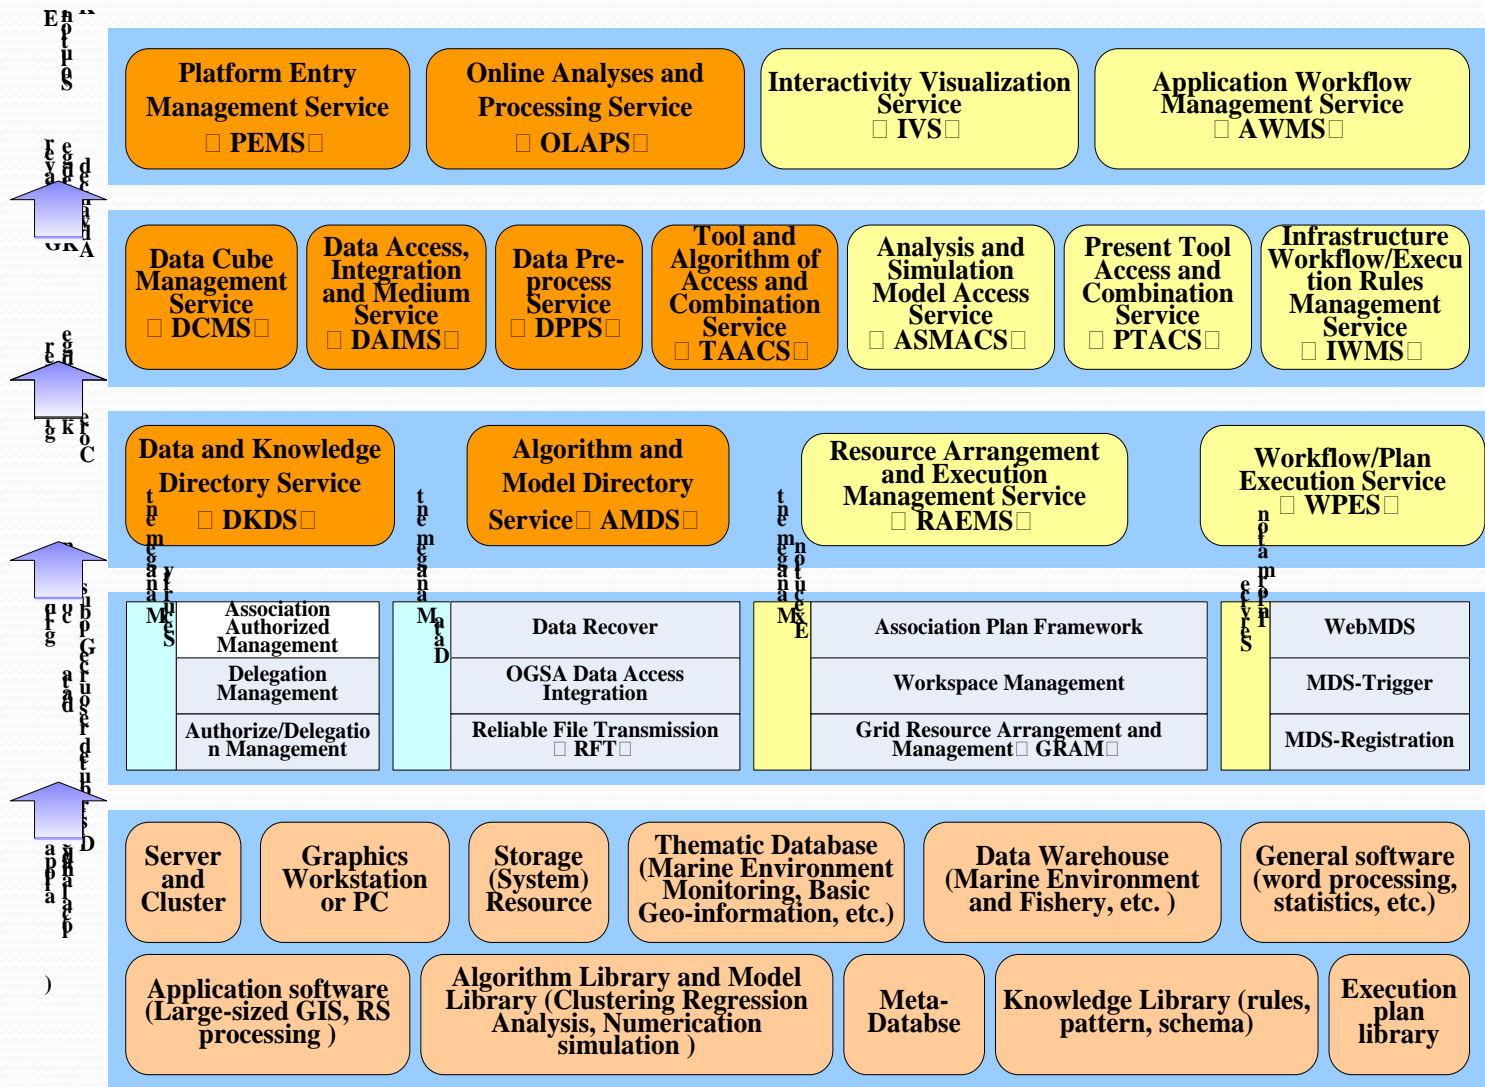 Platform Entry
Management Service
□ PEMS□
Online Analyses and
Processing Service
□ OLAPS□
Interactivity Visualization
Service
□ IVS□
Application Workflow
Management Service
□ AWMS□
Data Cube
Management
Service
□ DCMS□
Data Access,
Integration
and Medium
Service
□ DAIMS□
Data Pre-
process
Service
□ DPPS□
Tool and
Algorithm of
Access and
Combination
Service
□ TAACS□
Analysis and
Simulation
Model Access
Service
□ ASMACS□
Present Tool
Access and
Combination
Service
□ PTACS□
Infrastructure
Workflow/Execu
tion Rules
Management
Service
□ IWMS□
Data and Knowledge
Directory Service
□ DKDS□
Algorithm and
Model Directory
Service□ AMDS□
Resource Arrangement
and Execution
Management Service
□ RAEMS□
Workflow/Plan
Execution Service
□ WPES□
Security
Management
Association
Authorized
Management
Delegation
Management
Authorize/Delegatio
n Management
Data
Management
Data Recover
OGSA Data Access
Integration
Reliable File Transmission
□ RFT□
Execution
Management
Association Plan Framework
Workspace Management
Grid Resource Arrangement and
Management□ GRAM□
Information
Service
WebMDS
MDS-Trigger
MDS-Registration
Server
and
Cluster
Graphics
Workstation
or PC
Storage
(System)
Resource
Thematic Database
(Marine Environment
Monitoring, Basic
Geo-information, etc.)
Data Warehouse
(Marine Environment
and Fishery, etc. )
General software
(word processing,
statistics, etc.)
Application software
(Large-sized GIS, RS
processing )
Algorithm Library and Model
Library (Clustering Regression
Analysis, Numerication
simulation )
Meta-
Databse
Knowledge Library (rules,
pattern, schema)
Execution
plan
library
)